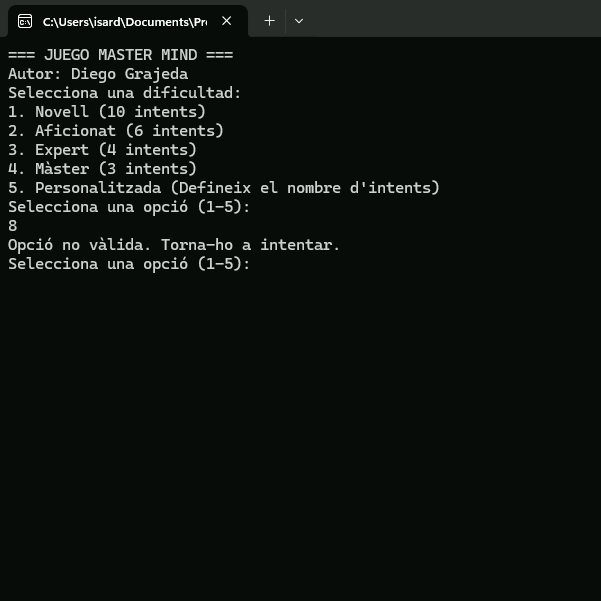 C:\Users\isard\Documents\Pr
=== JUEGO MASTER MIND ===
Autor: Diego Grajeda
Selecciona una dificultad:
1. Novell (10 intents)
2. Aficionat (6 intents)
3. Expert (4 intents)
4. Màster (3 intents)
5. Personalitzada (Defineix el nombre d'intents)
Selecciona una opció (1-5):
8
Opció no vàlida. Torna-ho a intentar.
Selecciona una opció (1-5):